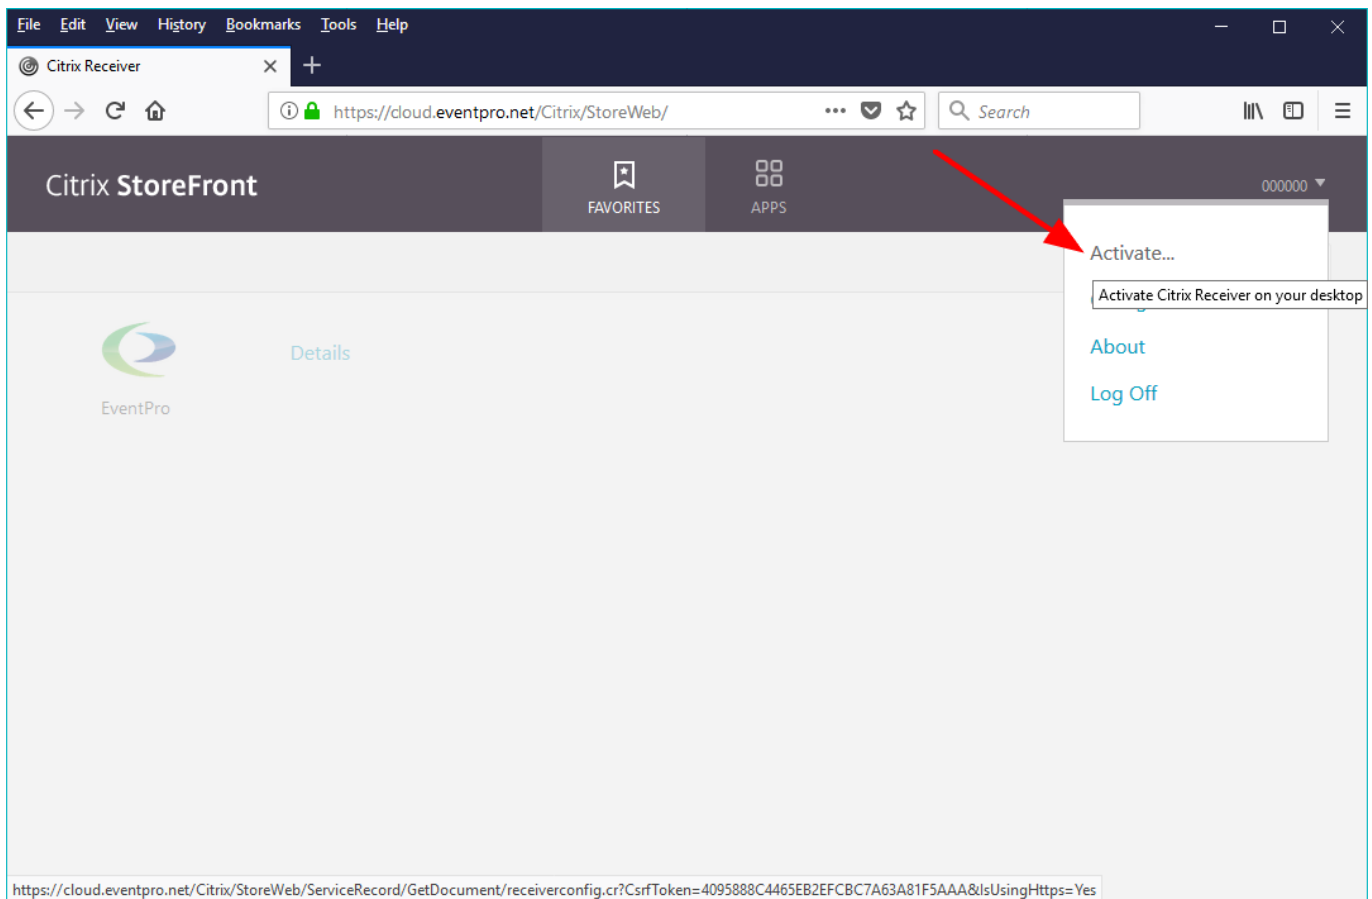 File Edit View History Bookmarks Tools Help
Citrix Receiver
https://cloud.eventpro.net/Citrix/StoreWeb/
Search
Citrix StoreFront
FAVORITES
APPS
000000
Activate...
Activate Citrix Receiver on your desktop
About
Log Off
Details
EventPro
https://cloud.eventpro.net/Citrix/StoreWeb/ServiceRecord/GetDocument/receiverconfig.cr?CsrfToken=4095888C4465EB2EFCBC7A63A81F5AAA&IsUsingHttps=Yes